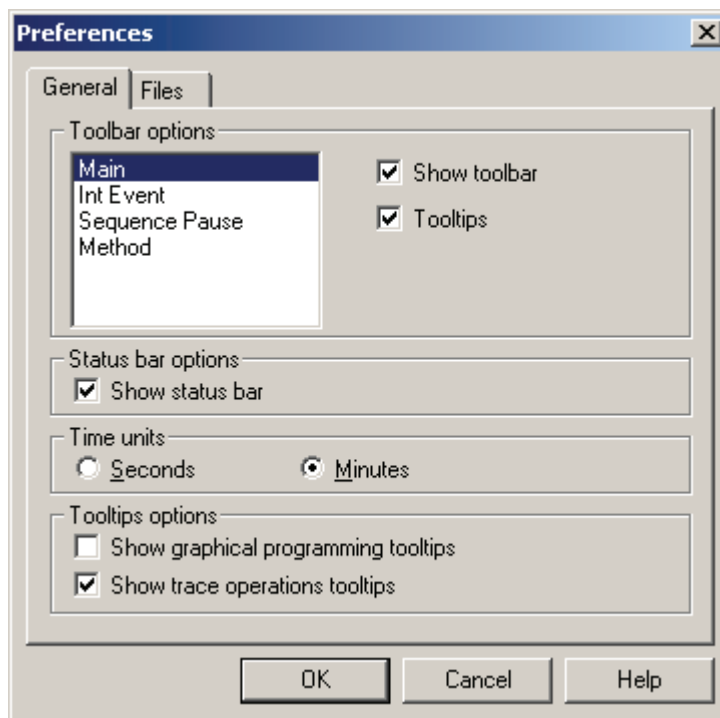 Preferences
General Files
Toolbar options
Main
Int Event
Sequence Pause
Method
Show toolbar
Tooltips
Status bar options
Show status bar
Time units
Seconds Minutes
Tooltips options
Show graphical programming tooltips
Show trace operations tooltips
OK Cancel Help